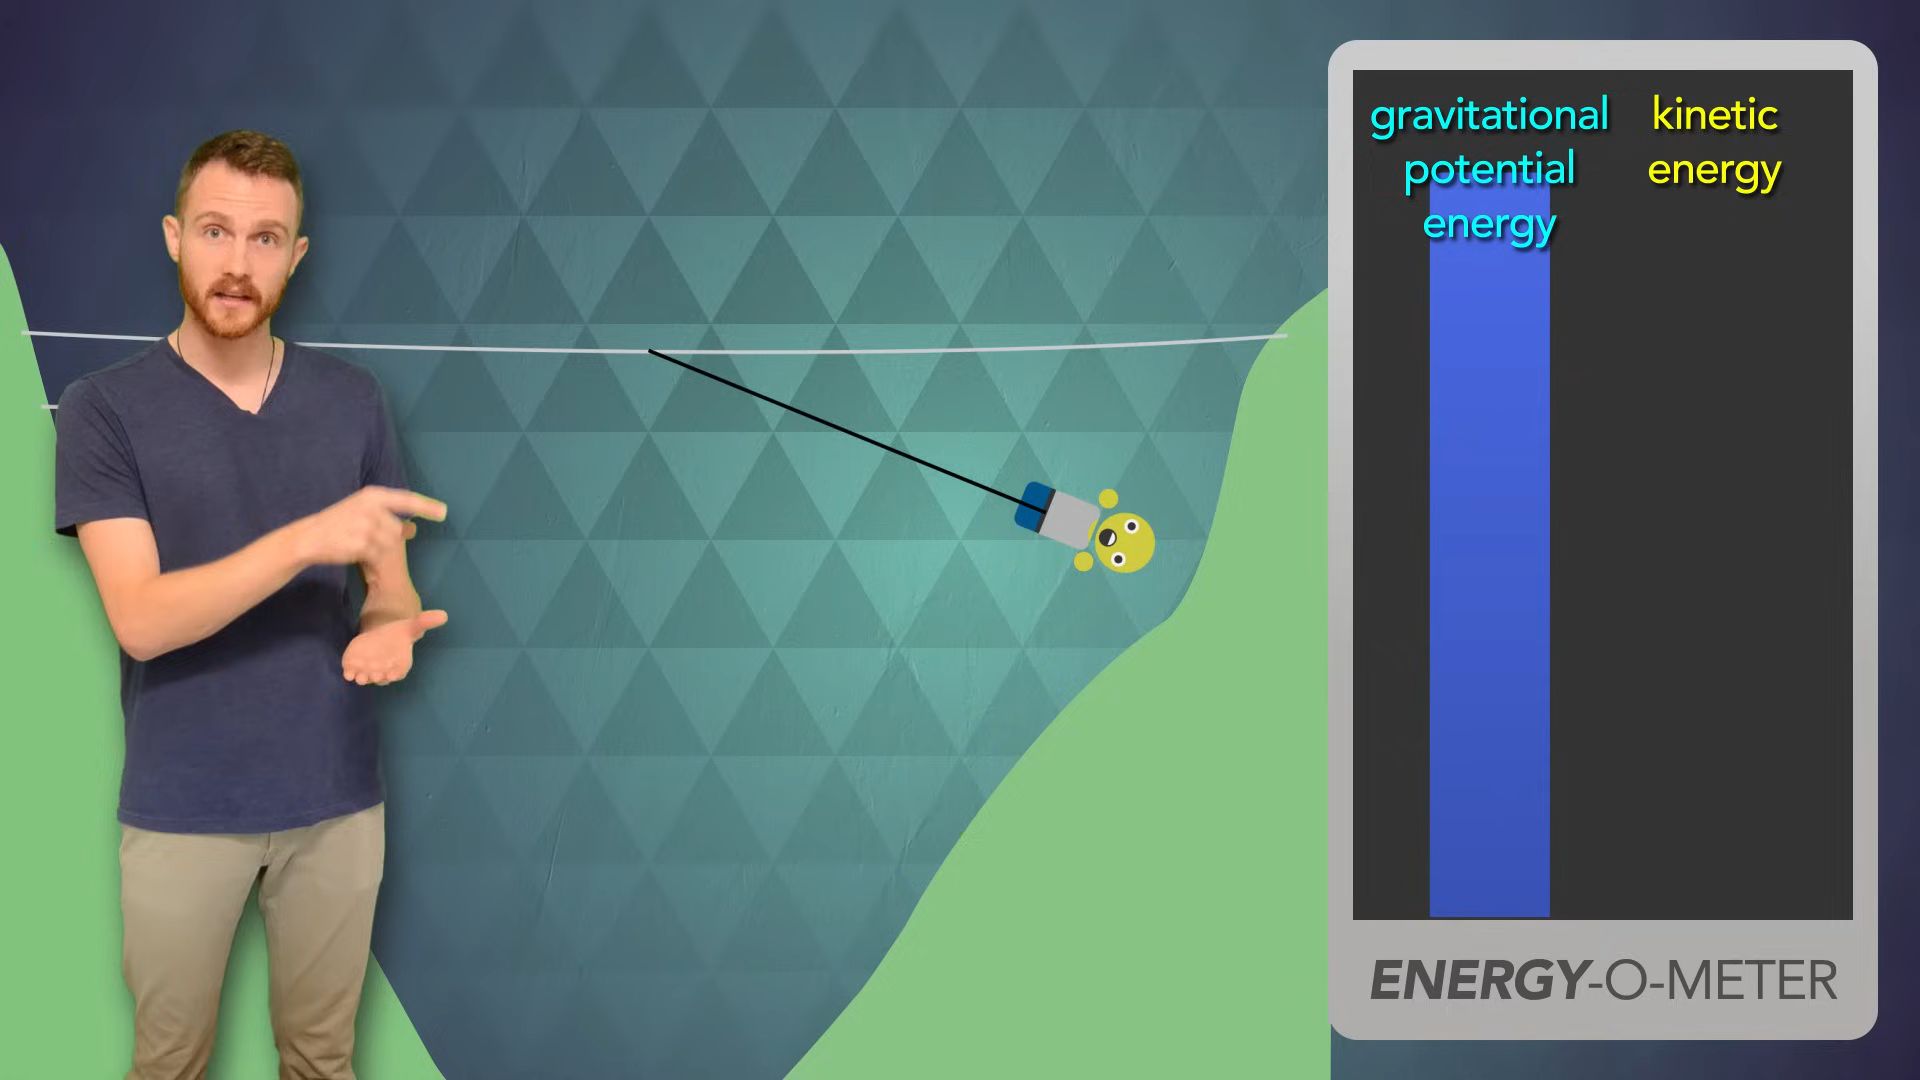 gravitational
potential
energy
kinetic
energy
ENERGY-O-METER